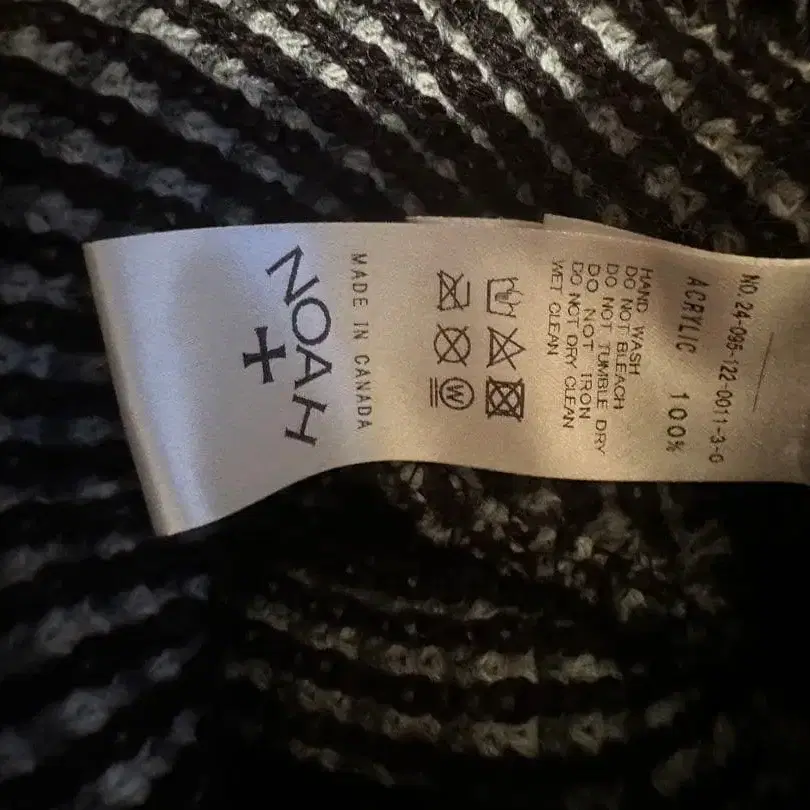 NO.24-095-122-0011-3-0
ACRYLIC 100%
HAND WASH
DO NOT BLEACH
DO NOT TUMBLE DRY
DO NOT IRON
DO NOT DRY CLEAN
WET CLEAN
W
MADE IN CANADA
NOAH